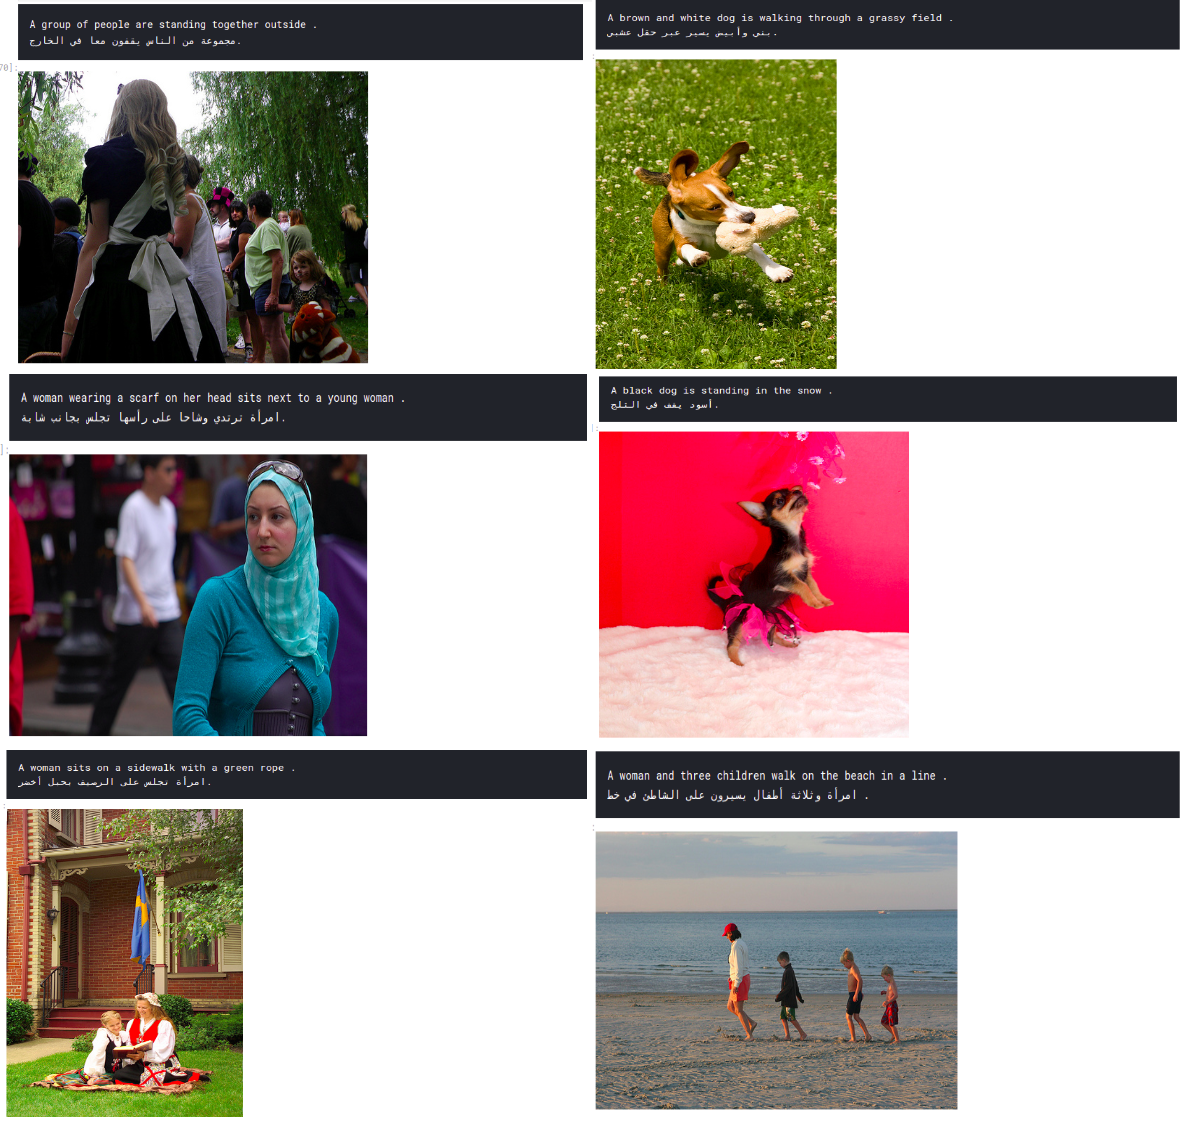 A group of people are standing together outside .
مجموعة من الناس يقفون معا في الخارج.
70]:
A brown and white dog is walking through a grassy field .
بني وأبيض يسير عبر حقل عشبي.
:
A woman wearing a scarf on her head sits next to a young woman .
امرأة ترتدي وشاحا على رأسها تجلس بجانب شابة.
]:
A black dog is standing in the snow .
أسود يقف في الثلج.
]:
A woman sits on a sidewalk with a green rope .
امرأة تجلس على الرصيف بحبل أخضر.
:
A woman and three children walk on the beach in a line .
امرأة وثلاثة أطفال يسيرون على الشاطئ في خط .
: